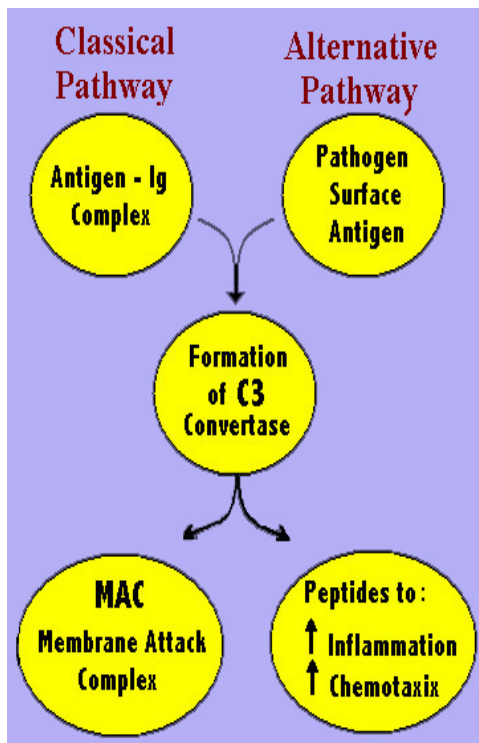 Classical
Pathway
Alternative
Pathway
Antigen - Ig
Complex
Pathogen
Surface
Antigen
Formation
of C3
Convertase
MAC
Membrane Attack
Complex
Peptides to :
↑ Inflammation
↑ Chemotaxix